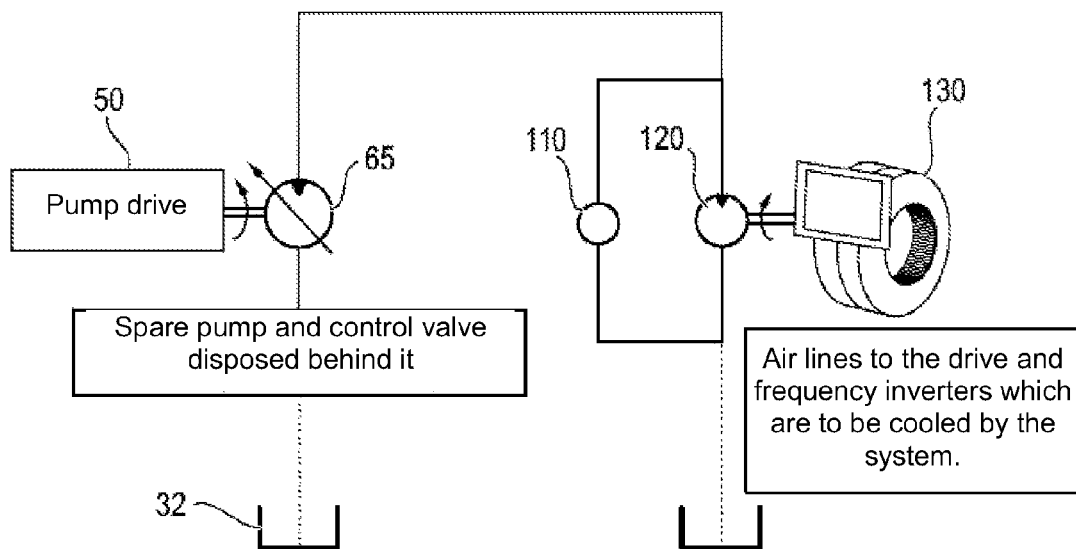 50
130
65
110
120
Pump drive
Spare pump and control valve
disposed behind it
Air lines to the drive and
frequency inverters which
are to be cooled by the
system.
32